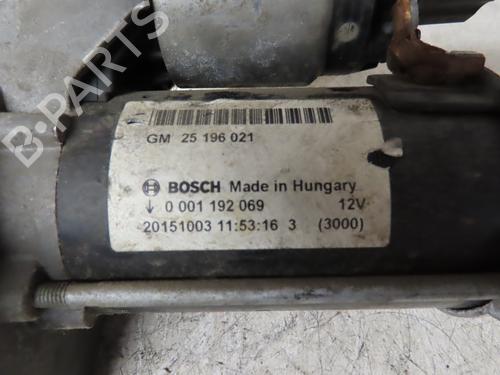 GM 25 196 021
BOSCH Made in Hungary
↓ 0 001 192 069 12V
20151003 11:53:16 3 (3000)
B-PARTS